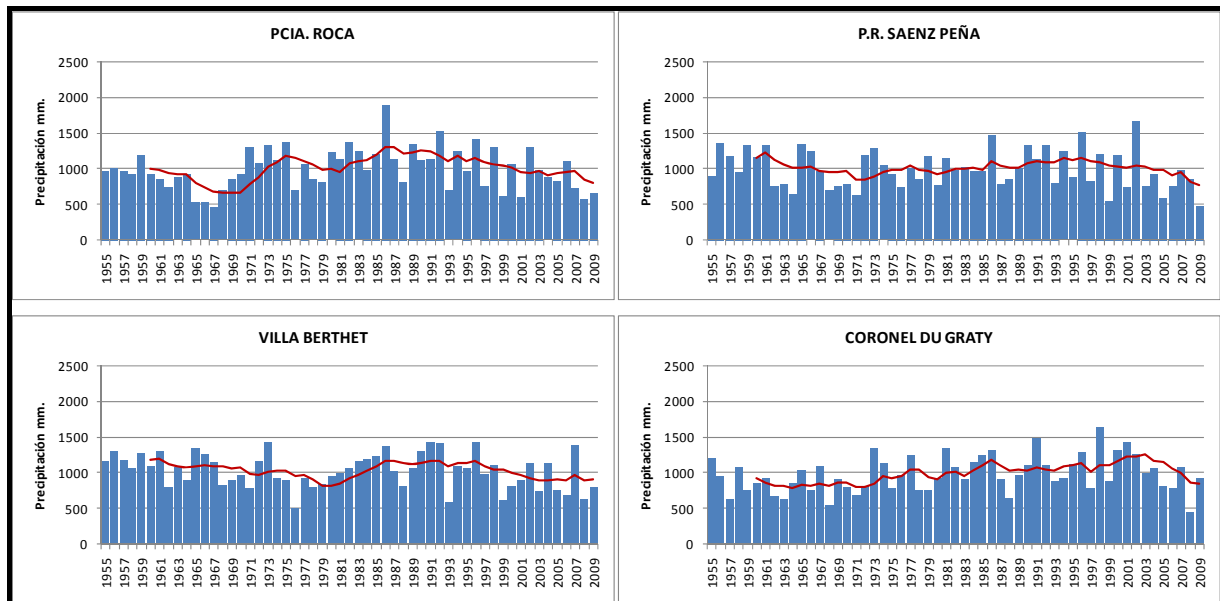 PCIA. ROCA
Precipitación mm.
2500
2000
1500
1000
500
0
1955 1957 1959 1961 1963 1965 1967 1969 1971 1973 1975 1977 1979 1981 1983 1985 1987 1989 1991 1993 1995 1997 1999 2001 2003 2005 2007 2009
P.R. SAENZ PEÑA
Precipitación mm.
2500
2000
1500
1000
500
0
1955 1957 1959 1961 1963 1965 1967 1969 1971 1973 1975 1977 1979 1981 1983 1985 1987 1989 1991 1993 1995 1997 1999 2001 2003 2005 2007 2009
VILLA BERTHET
Precipitación mm.
2500
2000
1500
1000
500
0
1955 1957 1959 1961 1963 1965 1967 1969 1971 1973 1975 1977 1979 1981 1983 1985 1987 1989 1991 1993 1995 1997 1999 2001 2003 2005 2007 2009
CORONEL DU GRATY
Precipitación mm.
2500
2000
1500
1000
500
0
1955 1957 1959 1961 1963 1965 1967 1969 1971 1973 1975 1977 1979 1981 1983 1985 1987 1989 1991 1993 1995 1997 1999 2001 2003 2005 2007 2009